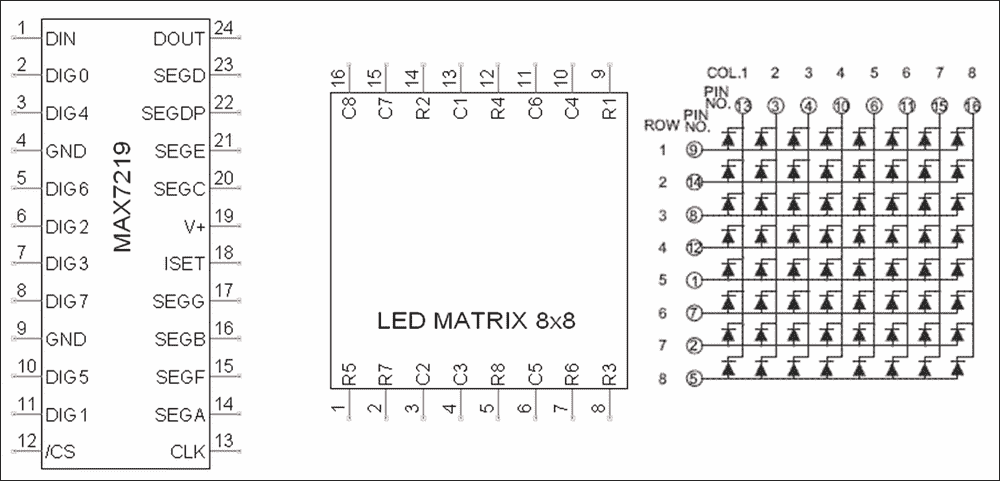 1 DIN DOUT 24
2 DIG0 SEGD 23
3 DIG4 SEGDP 22
4 GND SEGE 21
5 DIG6 SEGC 20
6 DIG2 V+ 19
7 DIG3 ISET 18
8 DIG7 SEGG 17
9 GND SEGB 16
10 DIG5 SEGF 15
11 DIG1 SEGA 14
12 /CS CLK 13
MAX7219
16 15 14 13 12 11 10 9
C8 C7 R2 C1 R4 C6 C4 R1
LED MATRIX 8x8
R5 R7 C2 C3 R8 C5 R6 R3
1 2 3 4 5 6 7 8
COL.1 2 3 4 5 6 7 8
PIN NO. 13 3 4 10 6 11 15 16
ROW PIN NO.
1 9
2 14
3 8
4 12
5 1
6 7
7 2
8 5